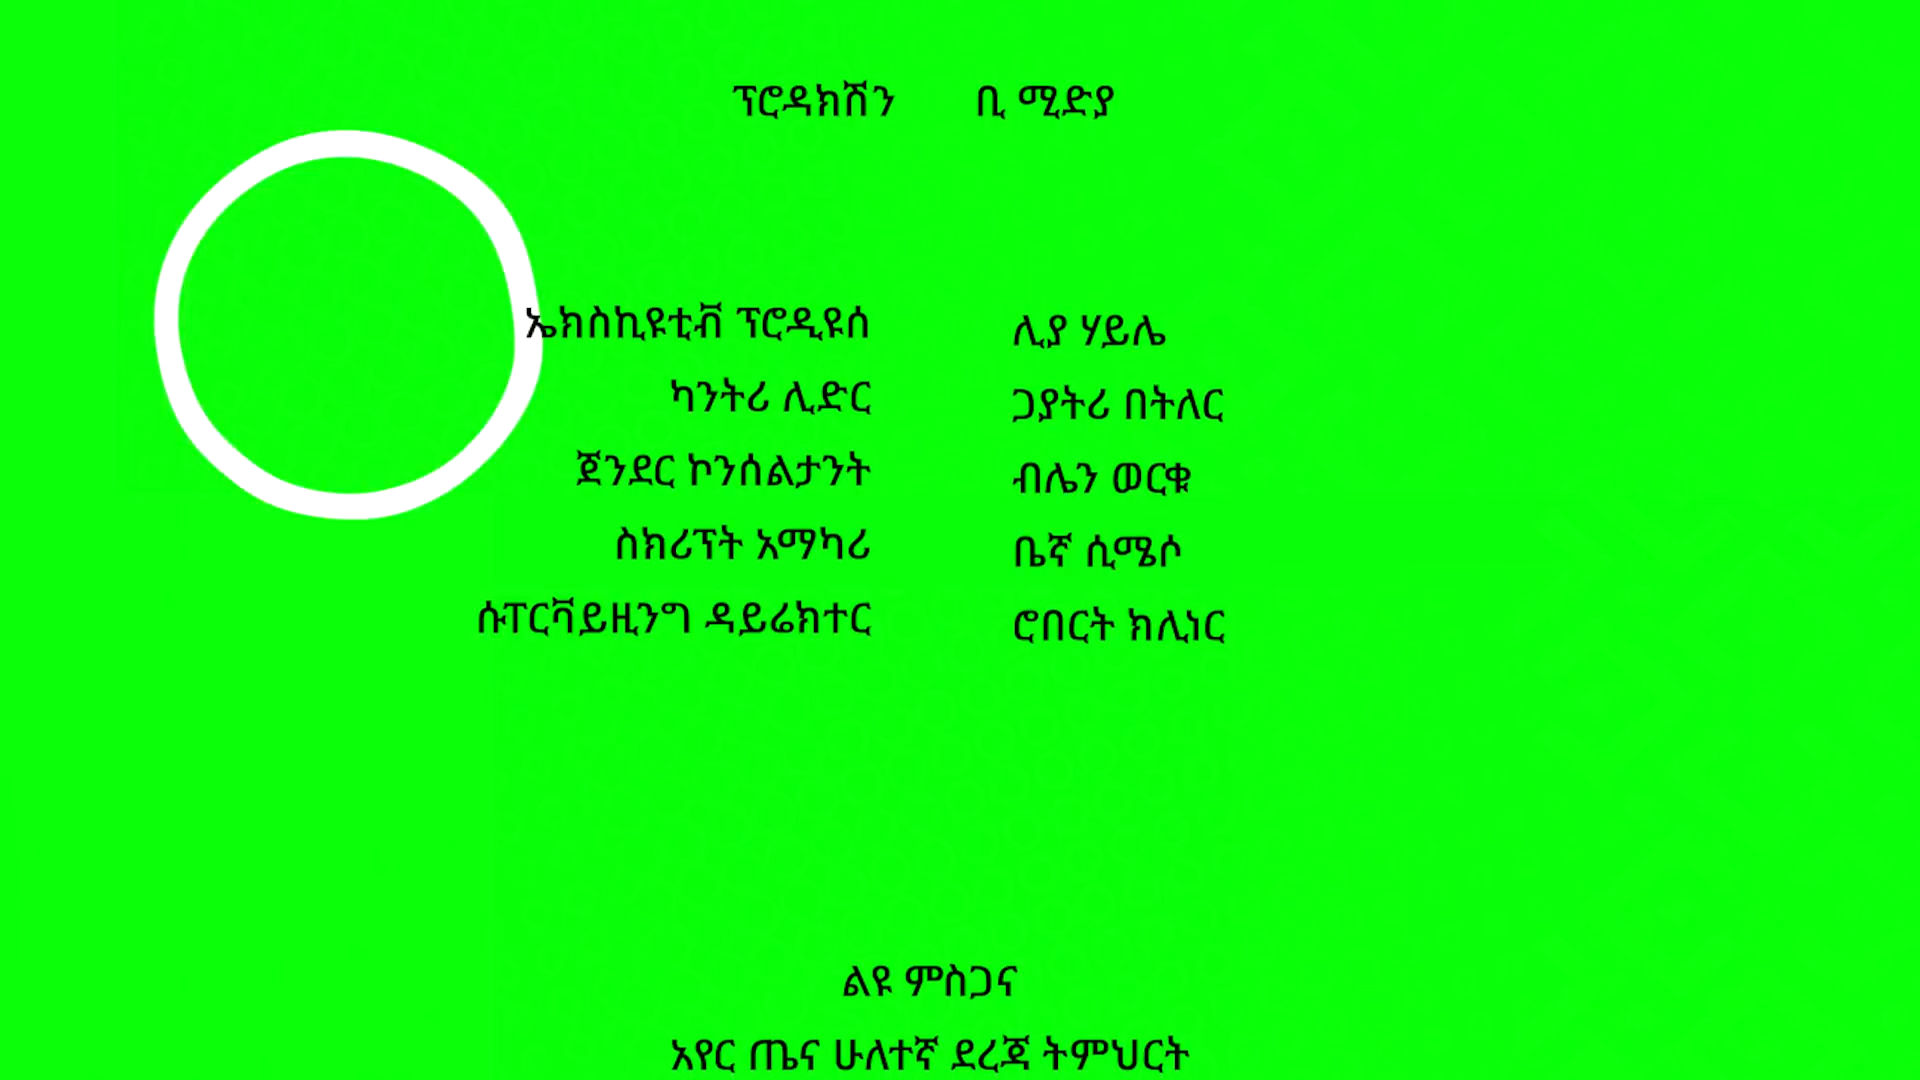 ፕሮዳክሽን ቢ ሚድያ
ኤክስኪዩቲቭ ፕሮዲዩሰ ሊያ ሃይሌ
ካንትሪ ሊድር ጋያትሪ በትለር
ጀንደር ኮንሰልታንት ብሌን ወርቁ
ስክሪፕት አማካሪ ቤኛ ሲሜሶ
ሱፐርቫይዚንግ ዳይሬክተር ሮበርት ክሊነር
ልዩ ምስጋና
አየር ጤና ሁለተኛ ደረጃ ትምህርት